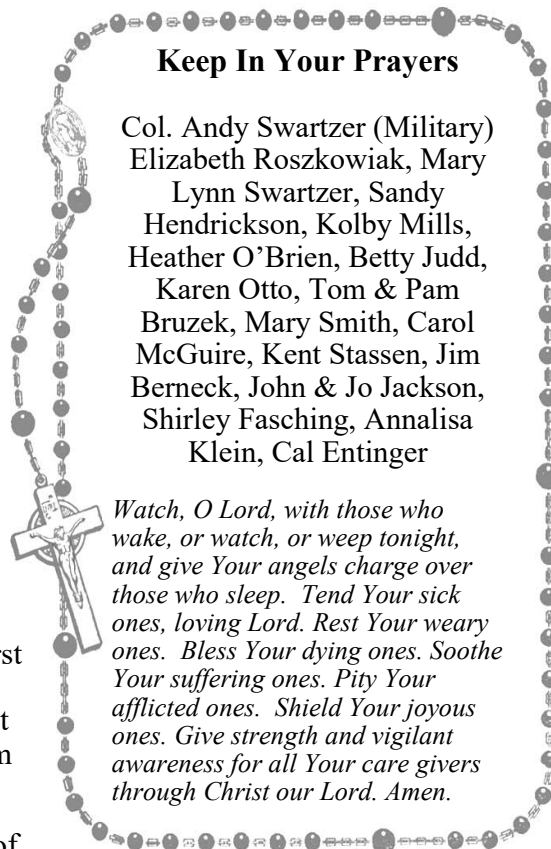 Keep In Your Prayers
Col. Andy Swartzer (Military)
Elizabeth Roszkowiak, Mary
Lynn Swartzer, Sandy
Hendrickson, Kolby Mills,
Heather O’Brien, Betty Judd,
Karen Otto, Tom & Pam
Bruzek, Mary Smith, Carol
McGuire, Kent Stassen, Jim
Berneck, John & Jo Jackson,
Shirley Fasching, Annalisa
Klein, Cal Entinger
Watch, O Lord, with those who
wake, or watch, or weep tonight,
and give Your angels charge over
those who sleep.  Tend Your sick
ones, loving Lord. Rest Your weary
ones.  Bless Your dying ones. Soothe
Your suffering ones. Pity Your
afflicted ones.  Shield Your joyous
ones. Give strength and vigilant
awareness for all Your care givers
through Christ our Lord. Amen.
of